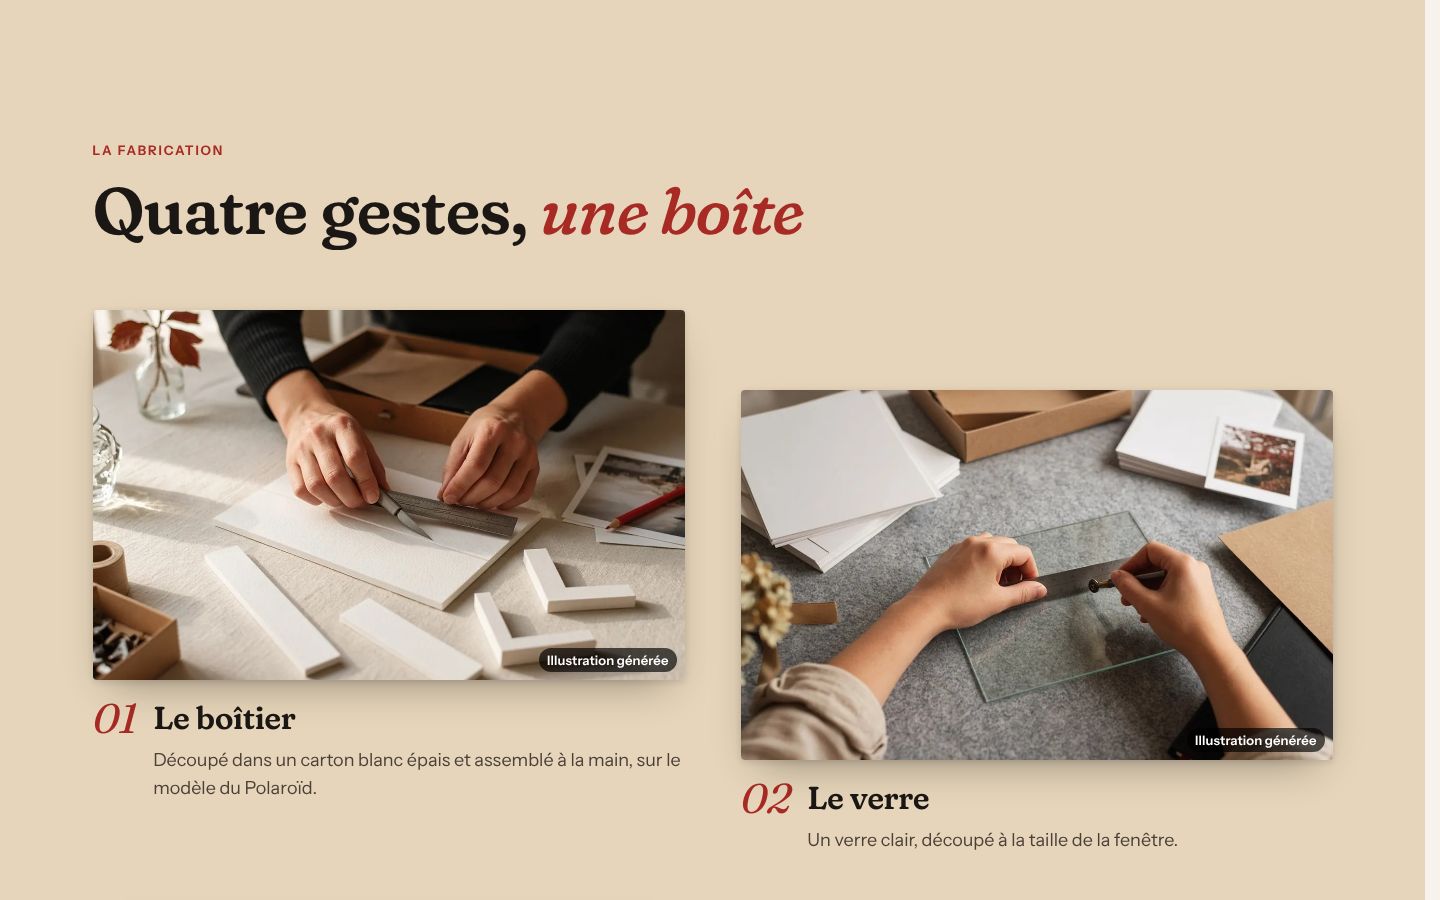 LA FABRICATION
Quatre gestes, une boîte
Illustration générée
01 Le boîtier
Découpé dans un carton blanc épais et assemblé à la main, sur le
modèle du Polaroïd.
Illustration générée
02 Le verre
Un verre clair, découpé à la taille de la fenêtre.